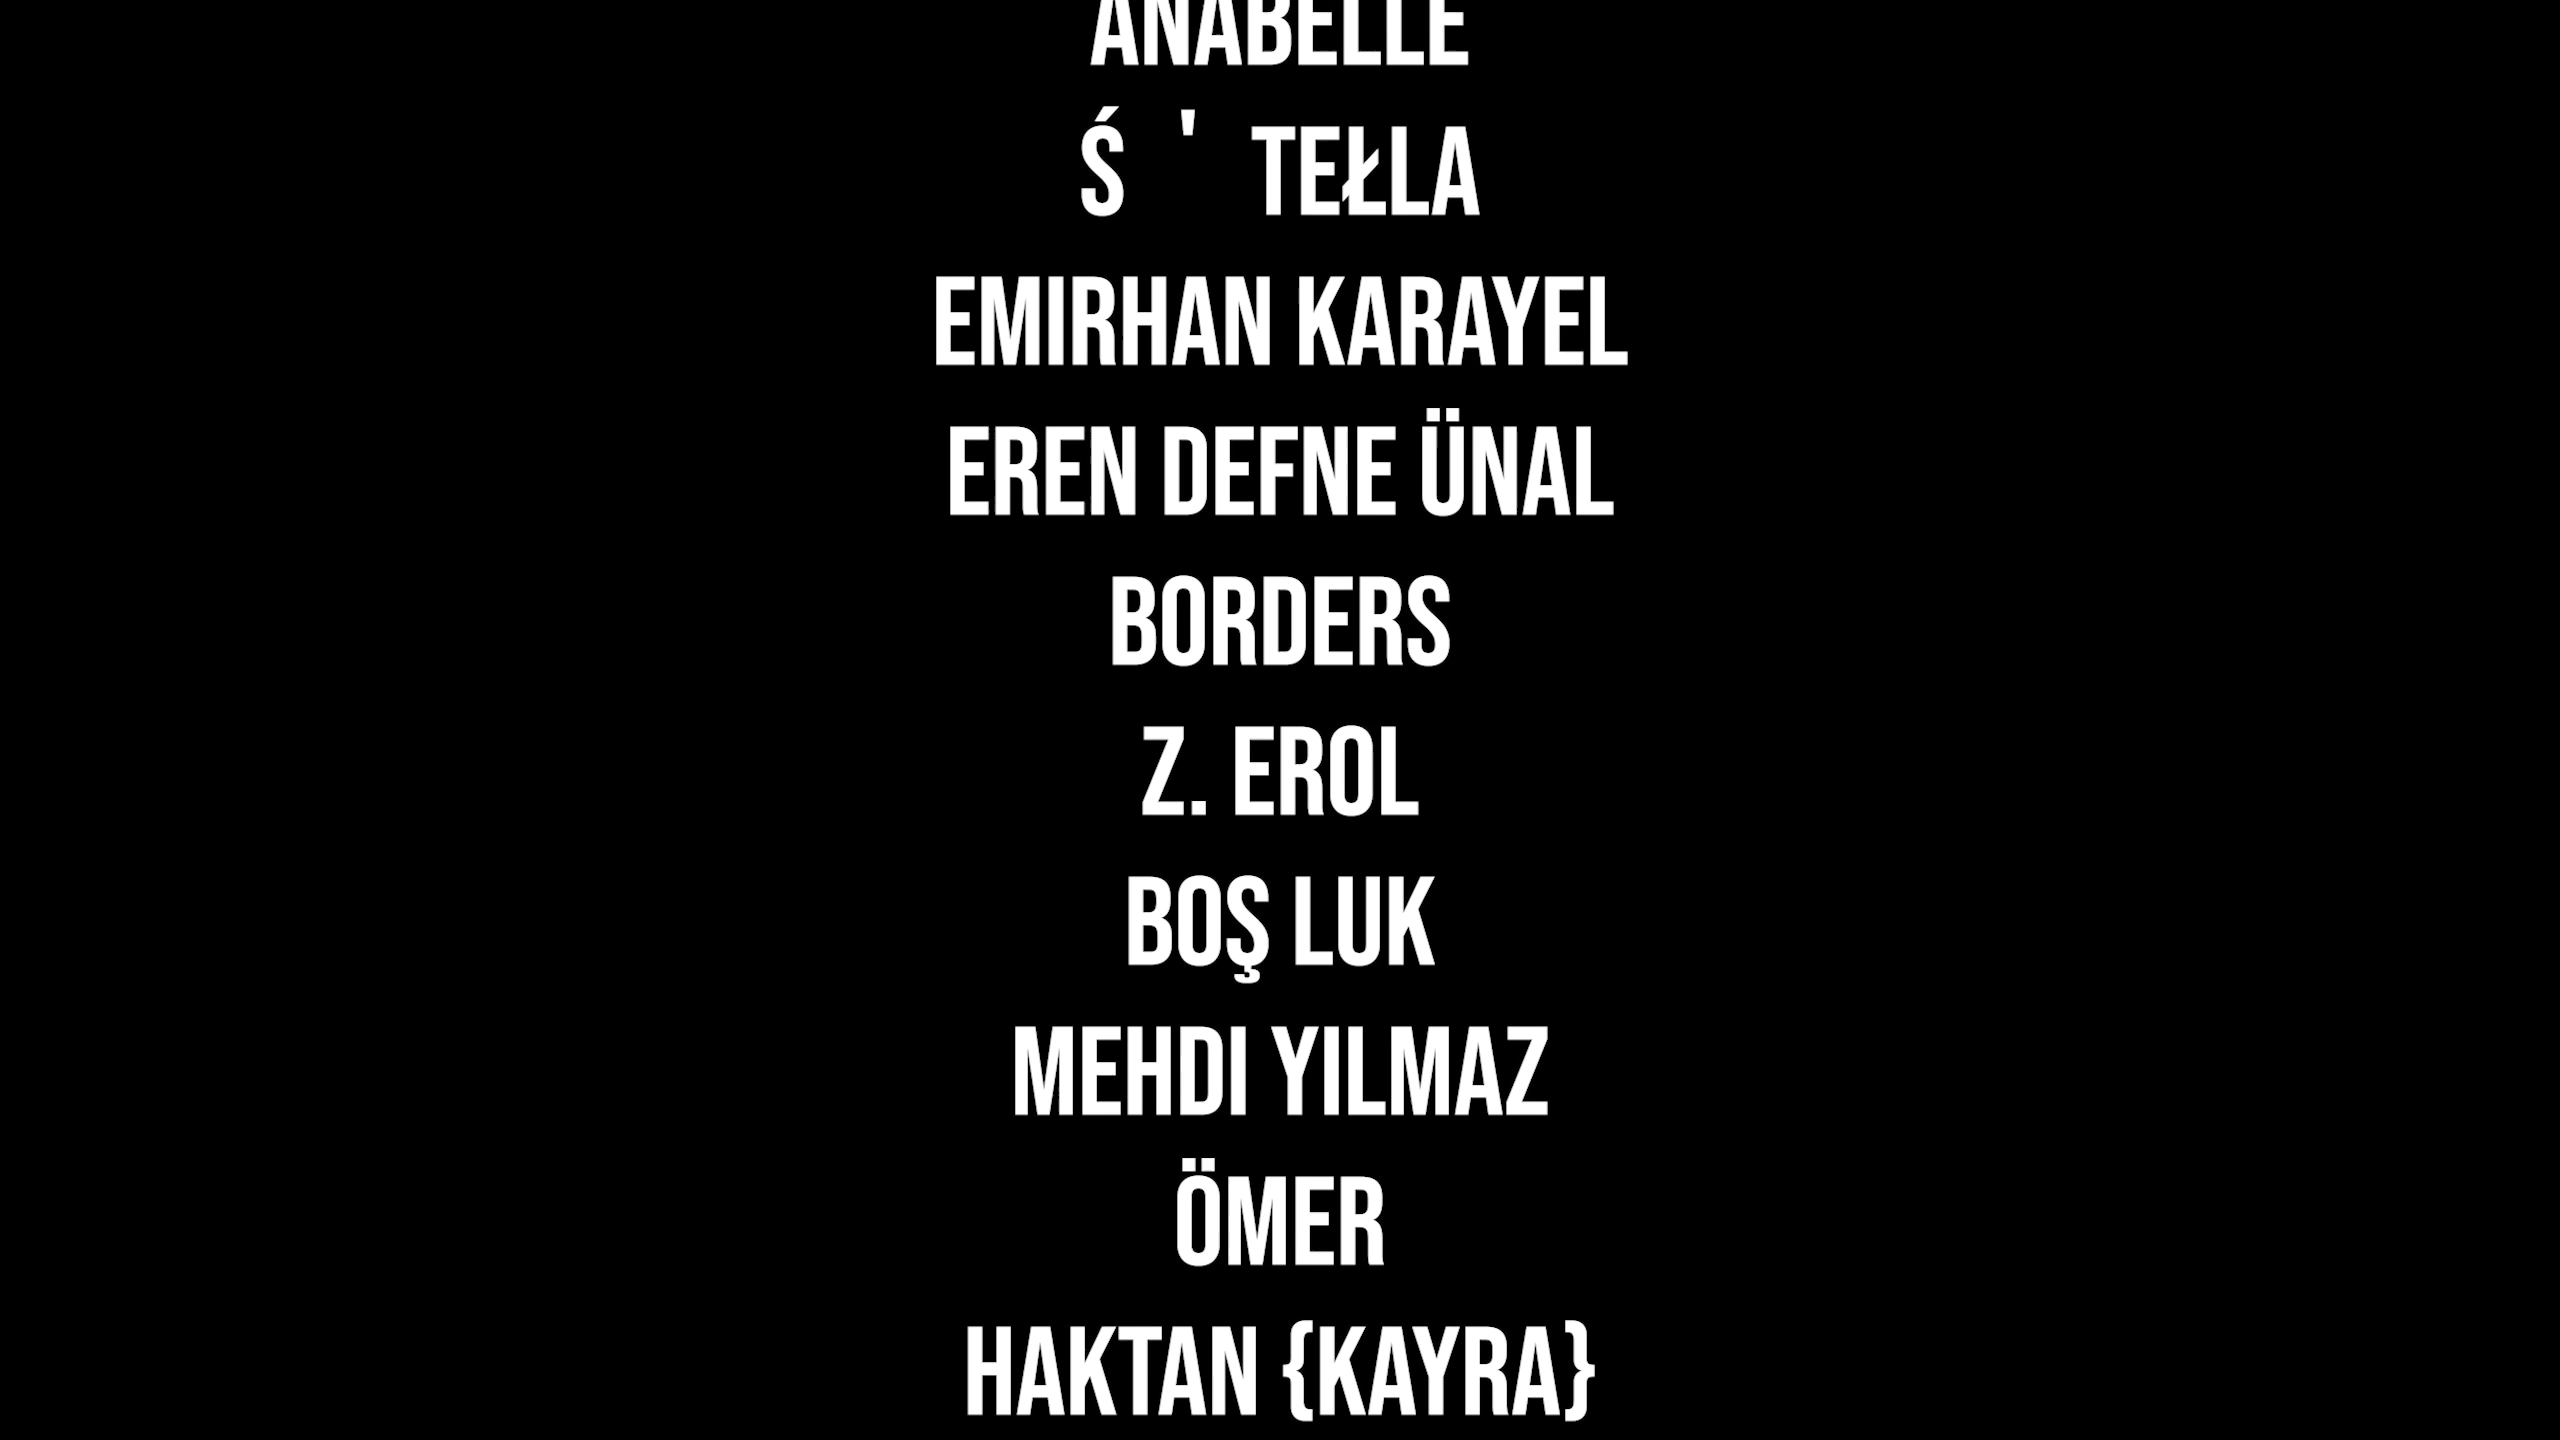 ANABELLE
Ś ' TEŁLA
EMIRHAN KARAYEL
EREN DEFNE ÜNAL
BORDERS
Z. EROL
BOŞ LUK
MEHDI YILMAZ
ÖMER
HAKTAN {KAYRA}